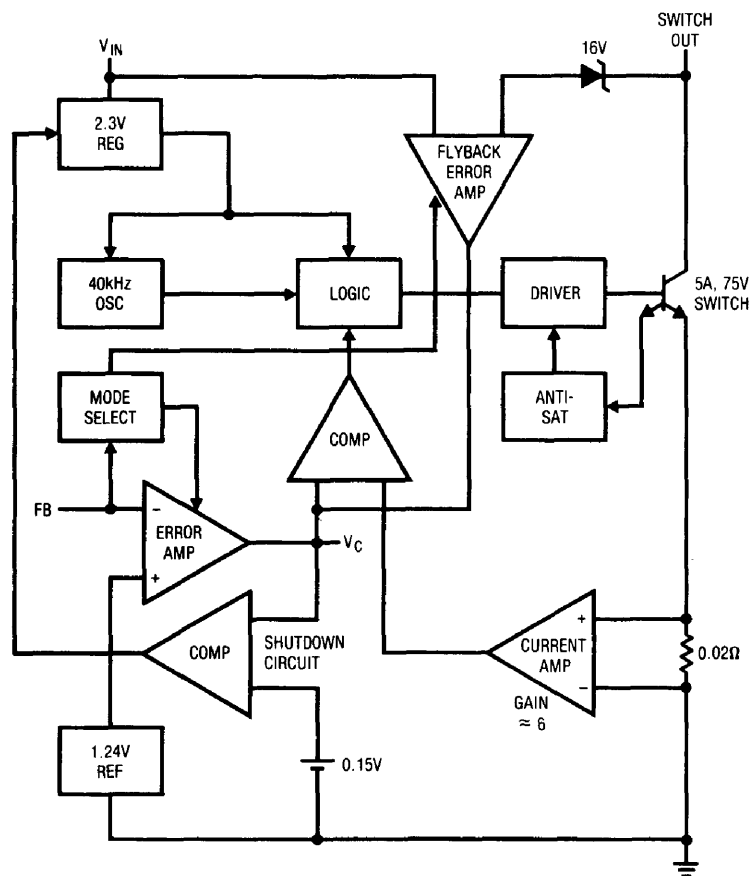 SWITCH
OUT
V_IN
16V
2.3V
REG
FLYBACK
ERROR
AMP
40kHz
OSC
LOGIC
DRIVER
5A, 75V
SWITCH
MODE
SELECT
ANTI-
SAT
COMP
FB
−
ERROR
AMP
+
V_C
COMP
SHUTDOWN
CIRCUIT
+
CURRENT
AMP
−
0.02Ω
GAIN
≈ 6
1.24V
REF
0.15V